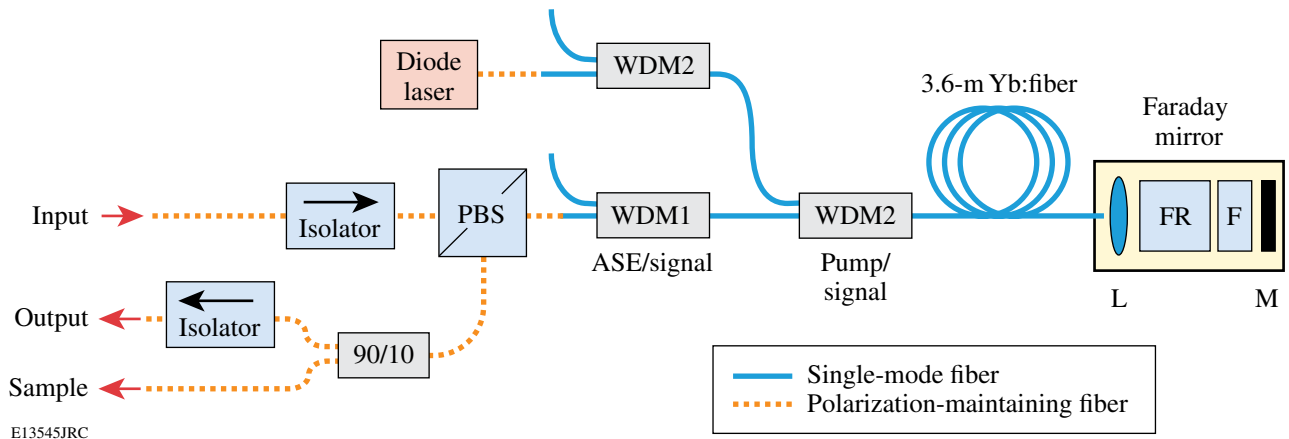 Diode
laser
WDM2
3.6-m Yb:fiber
Faraday
mirror
Input
Isolator
PBS
WDM1
WDM2
FR
F
ASE/signal
Pump/
signal
L
M
Output
Isolator
90/10
Sample
Single-mode fiber
Polarization-maintaining fiber
E13545JRC